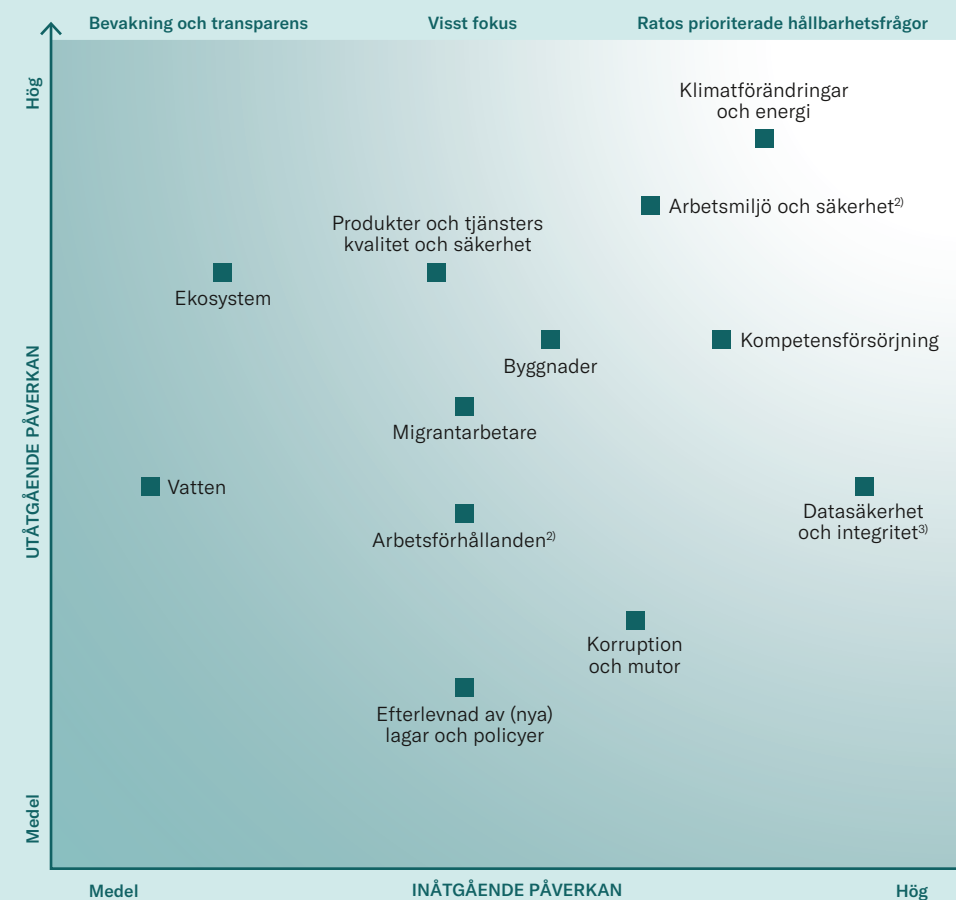 Bevakning och transparens
Visst fokus
Ratos prioriterade hållbarhetsfrågor
Hög
Klimatförändringar
och energi
Arbetsmiljö och säkerhet2)
Produkter och tjänsters
kvalitet och säkerhet
Ekosystem
Kompetensförsörjning
Byggnader
UTÅTGÅENDE PÅVERKAN
Migrantarbetare
Vatten
Datasäkerhet
och integritet3)
Arbetsförhållanden2)
Korruption
och mutor
Efterlevnad av (nya)
lagar och policyer
Medel
Medel
INÅTGÅENDE PÅVERKAN
Hög